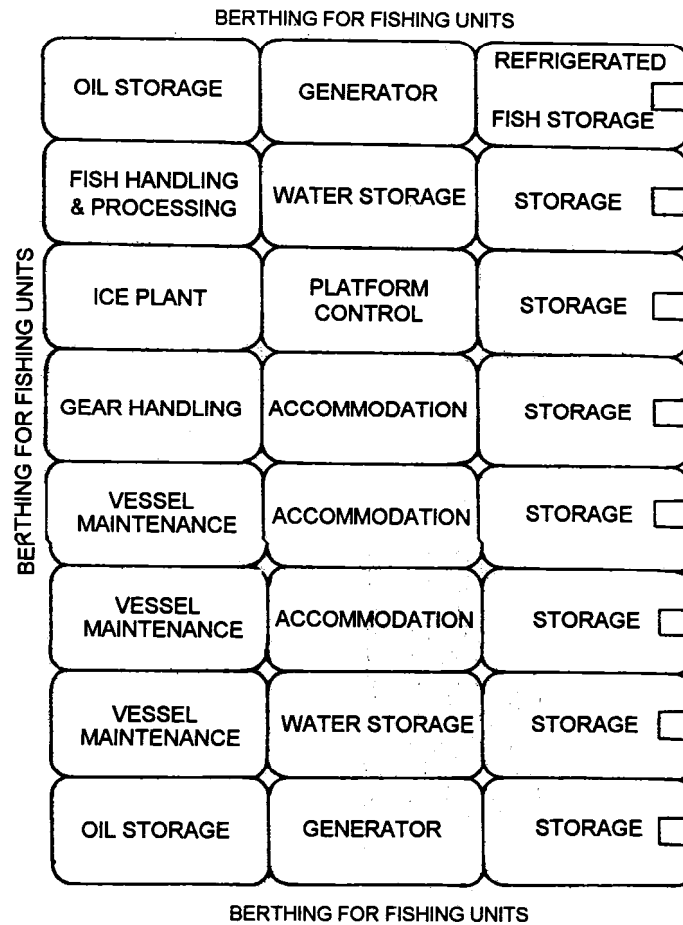 BERTHING FOR FISHING UNITS
OIL STORAGE
GENERATOR
REFRIGERATED
FISH STORAGE
FISH HANDLING
& PROCESSING
WATER STORAGE
STORAGE
ICE PLANT
PLATFORM
CONTROL
STORAGE
GEAR HANDLING
ACCOMMODATION
STORAGE
VESSEL
MAINTENANCE
ACCOMMODATION
STORAGE
VESSEL
MAINTENANCE
ACCOMMODATION
STORAGE
VESSEL
MAINTENANCE
WATER STORAGE
STORAGE
OIL STORAGE
GENERATOR
STORAGE
BERTHING FOR FISHING UNITS
BERTHING FOR FISHING UNITS